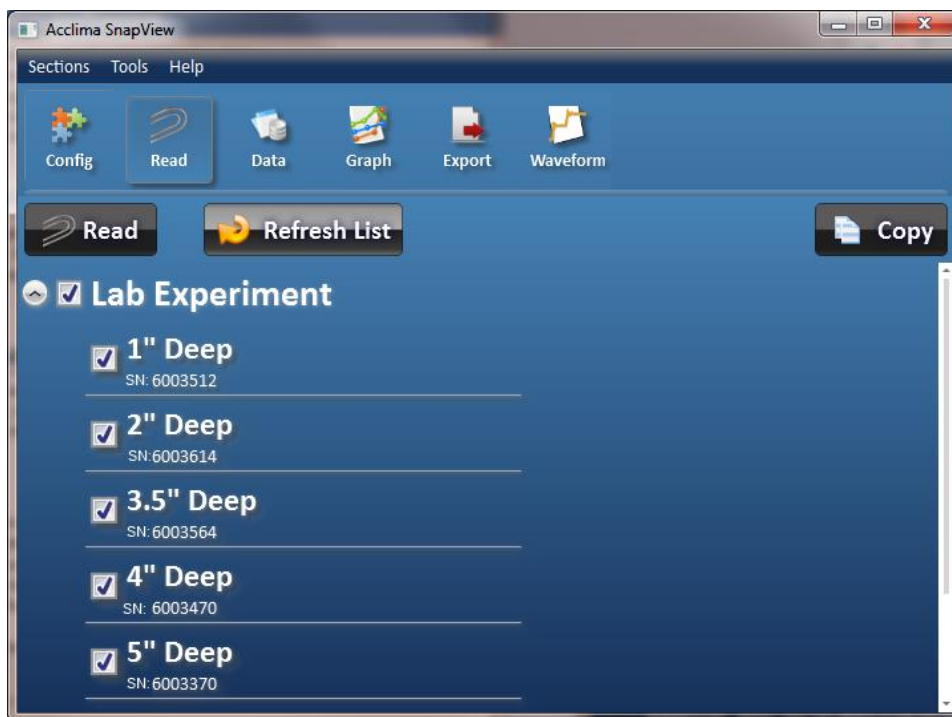 Acclima SnapView
Sections Tools Help
Config Read Data Graph Export Waveform
Read Refresh List Copy
Lab Experiment
1" Deep
SN: 6003512
2" Deep
SN:6003614
3.5" Deep
SN:6003564
4" Deep
SN: 6003470
5" Deep
SN:6003370